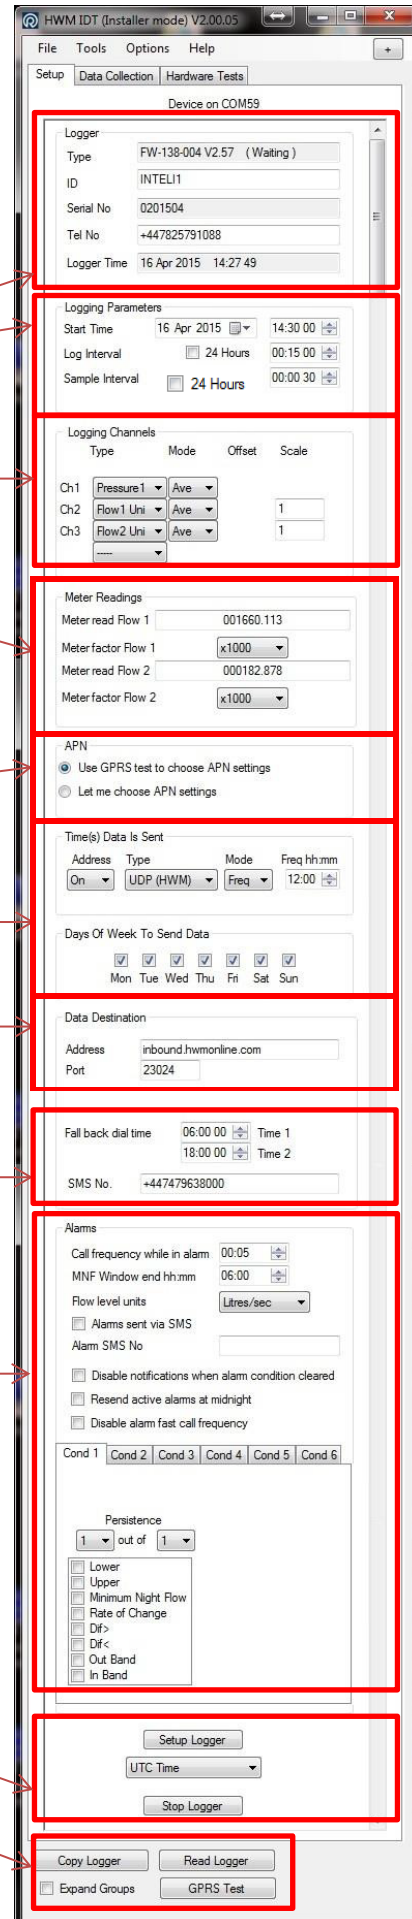 HWM IDT (Installer mode) V2.00.05
File Tools Options Help +
Setup Data Collection Hardware Tests
Device on COM59
Logger
Type FW-138-004 V2.57 ( Waiting )
ID INTELI1
Serial No 0201504
Tel No +447825791088
Logger Time 16 Apr 2015 14:27 49
Logging Parameters
Start Time 16 Apr 2015 14:30 00
Log Interval 24 Hours 00:15 00
Sample Interval 24 Hours 00:00 30
Logging Channels
Type Mode Offset Scale
Ch1 Pressure1 Ave
Ch2 Flow1 Uni Ave 1
Ch3 Flow2 Uni Ave 1
-----
Meter Readings
Meter read Flow 1 001660.113
Meter factor Flow 1 x1000
Meter read Flow 2 000182.878
Meter factor Flow 2 x1000
APN
Use GPRS test to choose APN settings
Let me choose APN settings
Time(s) Data Is Sent
Address Type Mode Freq hh:mm
On UDP (HWM) Freq 12:00
Days Of Week To Send Data
Mon Tue Wed Thu Fri Sat Sun
Data Destination
Address inbound.hwmonline.com
Port 23024
Fall back dial time 06:00 00 Time 1
18:00 00 Time 2
SMS No. +447479638000
Alarms
Call frequency while in alarm 00:05
MNF Window end hh:mm 06:00
Flow level units Litres/sec
Alarms sent via SMS
Alarm SMS No
Disable notifications when alarm condition cleared
Resend active alarms at midnight
Disable alarm fast call frequency
Cond 1 Cond 2 Cond 3 Cond 4 Cond 5 Cond 6
Persistence
1 out of 1
Lower
Upper
Minimum Night Flow
Rate of Change
Dif>
Dif<
Out Band
In Band
Setup Logger
UTC Time
Stop Logger
Copy Logger Read Logger
Expand Groups GPRS Test